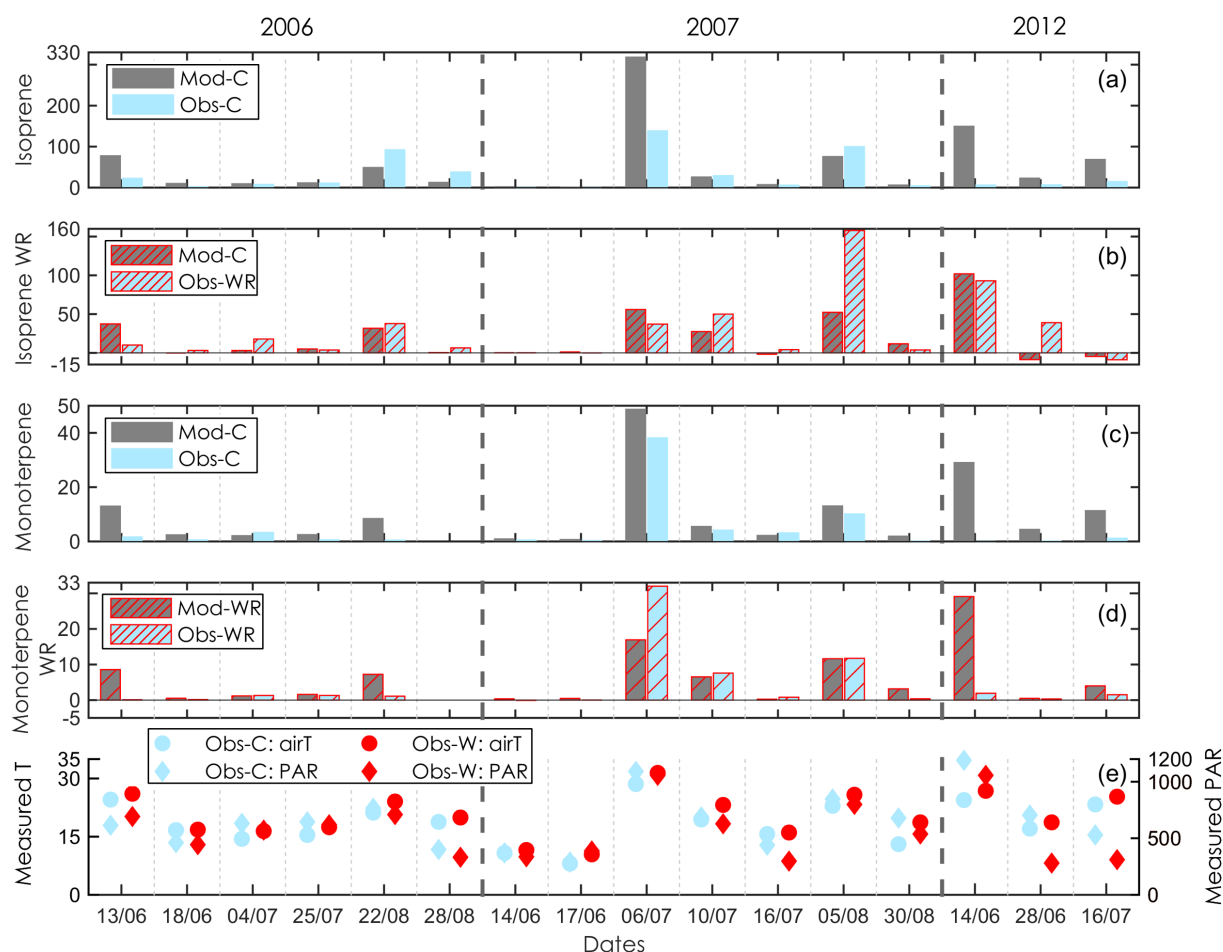 2006 2007 2012
330
200
100
0
Isoprene
Mod-C
Obs-C
(a)
160
100
50
-15
Isoprene WR
Mod-C
Obs-WR
(b)
50
40
20
0
Monoterpene
Mod-C
Obs-C
(c)
33
20
10
0
-5
Monoterpene
WR
Mod-WR
Obs-WR
(d)
Obs-C: airT Obs-W: airT
Obs-C: PAR Obs-W: PAR
(e)
35
30
15
0
Measured T
1200
1000
500
0
Measured PAR
13/06 18/06 04/07 25/07 22/08 28/08 14/06 17/06 06/07 10/07 16/07 05/08 30/08 14/06 28/06 16/07
Dates